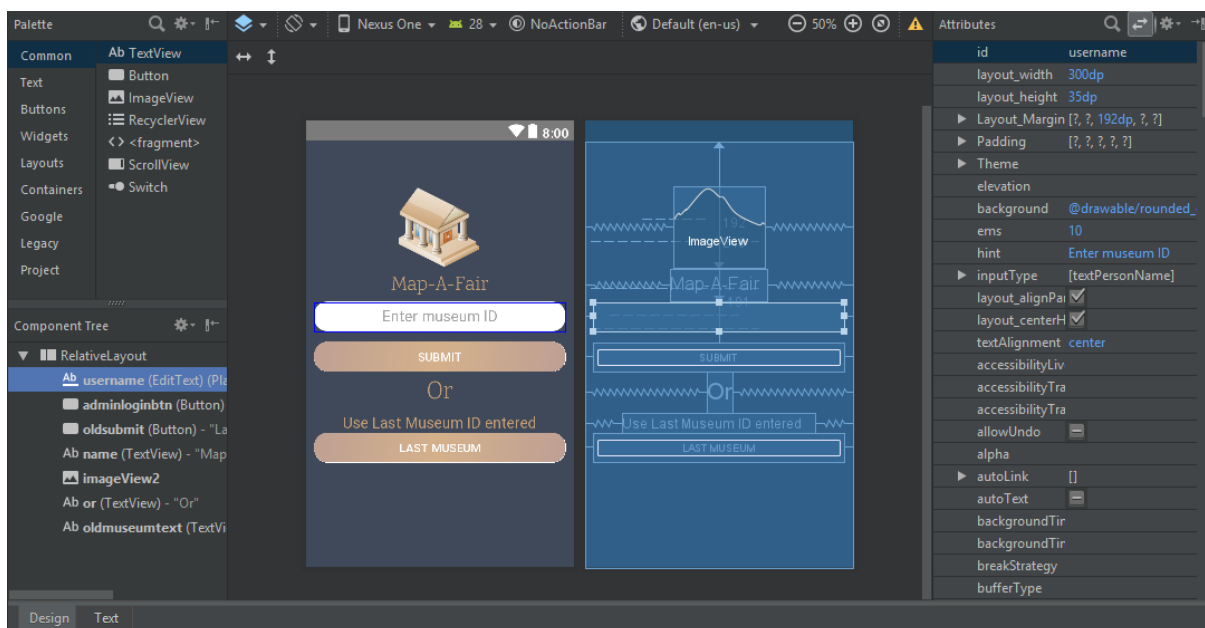 Palette
Nexus One 28 NoActionBar Default (en-us) 50%
Attributes
Common
Text
Buttons
Widgets
Layouts
Containers
Google
Legacy
Project
Ab TextView
Button
ImageView
RecyclerView
<> <fragment>
ScrollView
Switch
Component Tree
RelativeLayout
Ab username (EditText) (Pla
adminloginbtn (Button)
oldsubmit (Button) - "La
Ab name (TextView) - "Map
imageView2
Ab or (TextView) - "Or"
Ab oldmuseumtext (TextVi
Design Text
8:00
Map-A-Fair
Enter museum ID
SUBMIT
Or
Use Last Museum ID entered
LAST MUSEUM
192
ImageView
Map-A-Fair
191
SUBMIT
Or
Use Last Museum ID entered
LAST MUSEUM
id username
layout_width 300dp
layout_height 35dp
Layout_Margin [?, ?, 192dp, ?, ?]
Padding [?, ?, ?, ?, ?]
Theme
elevation
background @drawable/rounded_
ems 10
hint Enter museum ID
inputType [textPersonName]
layout_alignPar
layout_centerH
textAlignment center
accessibilityLiv
accessibilityTra
accessibilityTra
allowUndo
alpha
autoLink []
autoText
backgroundTir
backgroundTir
breakStrategy
bufferType